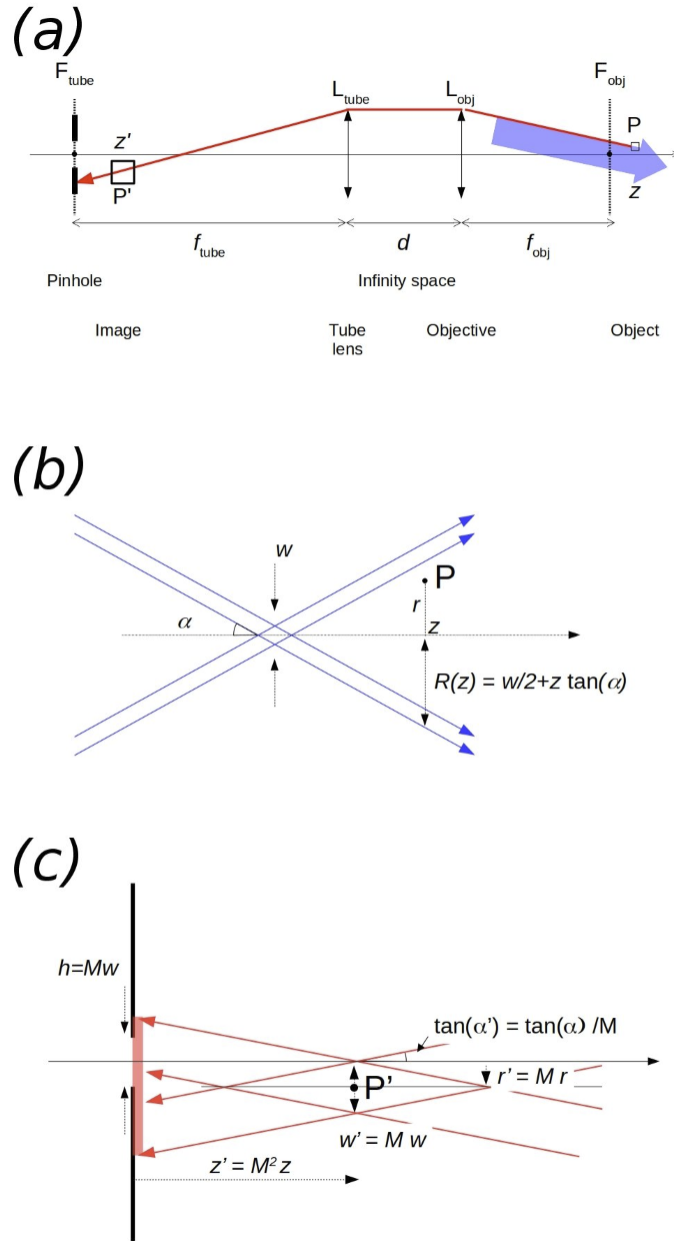 (a)
F_tube
F_obj
L_tube
L_obj
P
z'
P'
z
f_tube
d
f_obj
Pinhole
Infinity space
Image
Tube
lens
Objective
Object
(b)
w
P
α
r
z
R(z) = w/2+z tan(α)
(c)
h=Mw
tan(α') = tan(α) /M
P'
r' = M r
w' = M w
z' = M² z